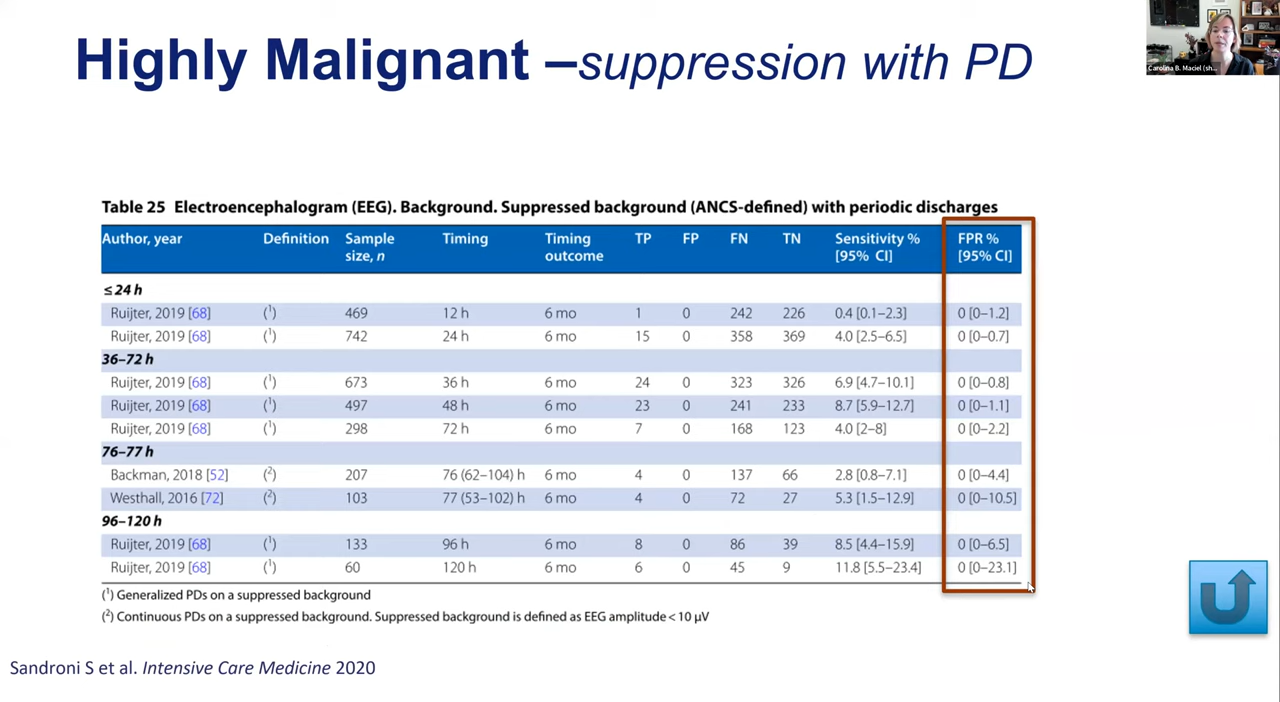 Highly Malignant –suppression with PD
Carolina B. Maciel (sh...
Table 25 Electroencephalogram (EEG). Background. Suppressed background (ANCS-defined) with periodic discharges
Author, year Definition Sample size, n Timing Timing outcome TP FP FN TN Sensitivity % [95% CI] FPR % [95% CI]
≤ 24 h
Ruijter, 2019 [68] (1) 469 12 h 6 mo 1 0 242 226 0.4 [0.1–2.3] 0 [0–1.2]
Ruijter, 2019 [68] (1) 742 24 h 6 mo 15 0 358 369 4.0 [2.5–6.5] 0 [0–0.7]
36–72 h
Ruijter, 2019 [68] (1) 673 36 h 6 mo 24 0 323 326 6.9 [4.7–10.1] 0 [0–0.8]
Ruijter, 2019 [68] (1) 497 48 h 6 mo 23 0 241 233 8.7 [5.9–12.7] 0 [0–1.1]
Ruijter, 2019 [68] (1) 298 72 h 6 mo 7 0 168 123 4.0 [2–8] 0 [0–2.2]
76–77 h
Backman, 2018 [52] (2) 207 76 (62–104) h 6 mo 4 0 137 66 2.8 [0.8–7.1] 0 [0–4.4]
Westhall, 2016 [72] (2) 103 77 (53–102) h 6 mo 4 0 72 27 5.3 [1.5–12.9] 0 [0–10.5]
96–120 h
Ruijter, 2019 [68] (1) 133 96 h 6 mo 8 0 86 39 8.5 [4.4–15.9] 0 [0–6.5]
Ruijter, 2019 [68] (1) 60 120 h 6 mo 6 0 45 9 11.8 [5.5–23.4] 0 [0–23.1]
(1) Generalized PDs on a suppressed background
(2) Continuous PDs on a suppressed background. Suppressed background is defined as EEG amplitude < 10 μV
Sandroni S et al. Intensive Care Medicine 2020